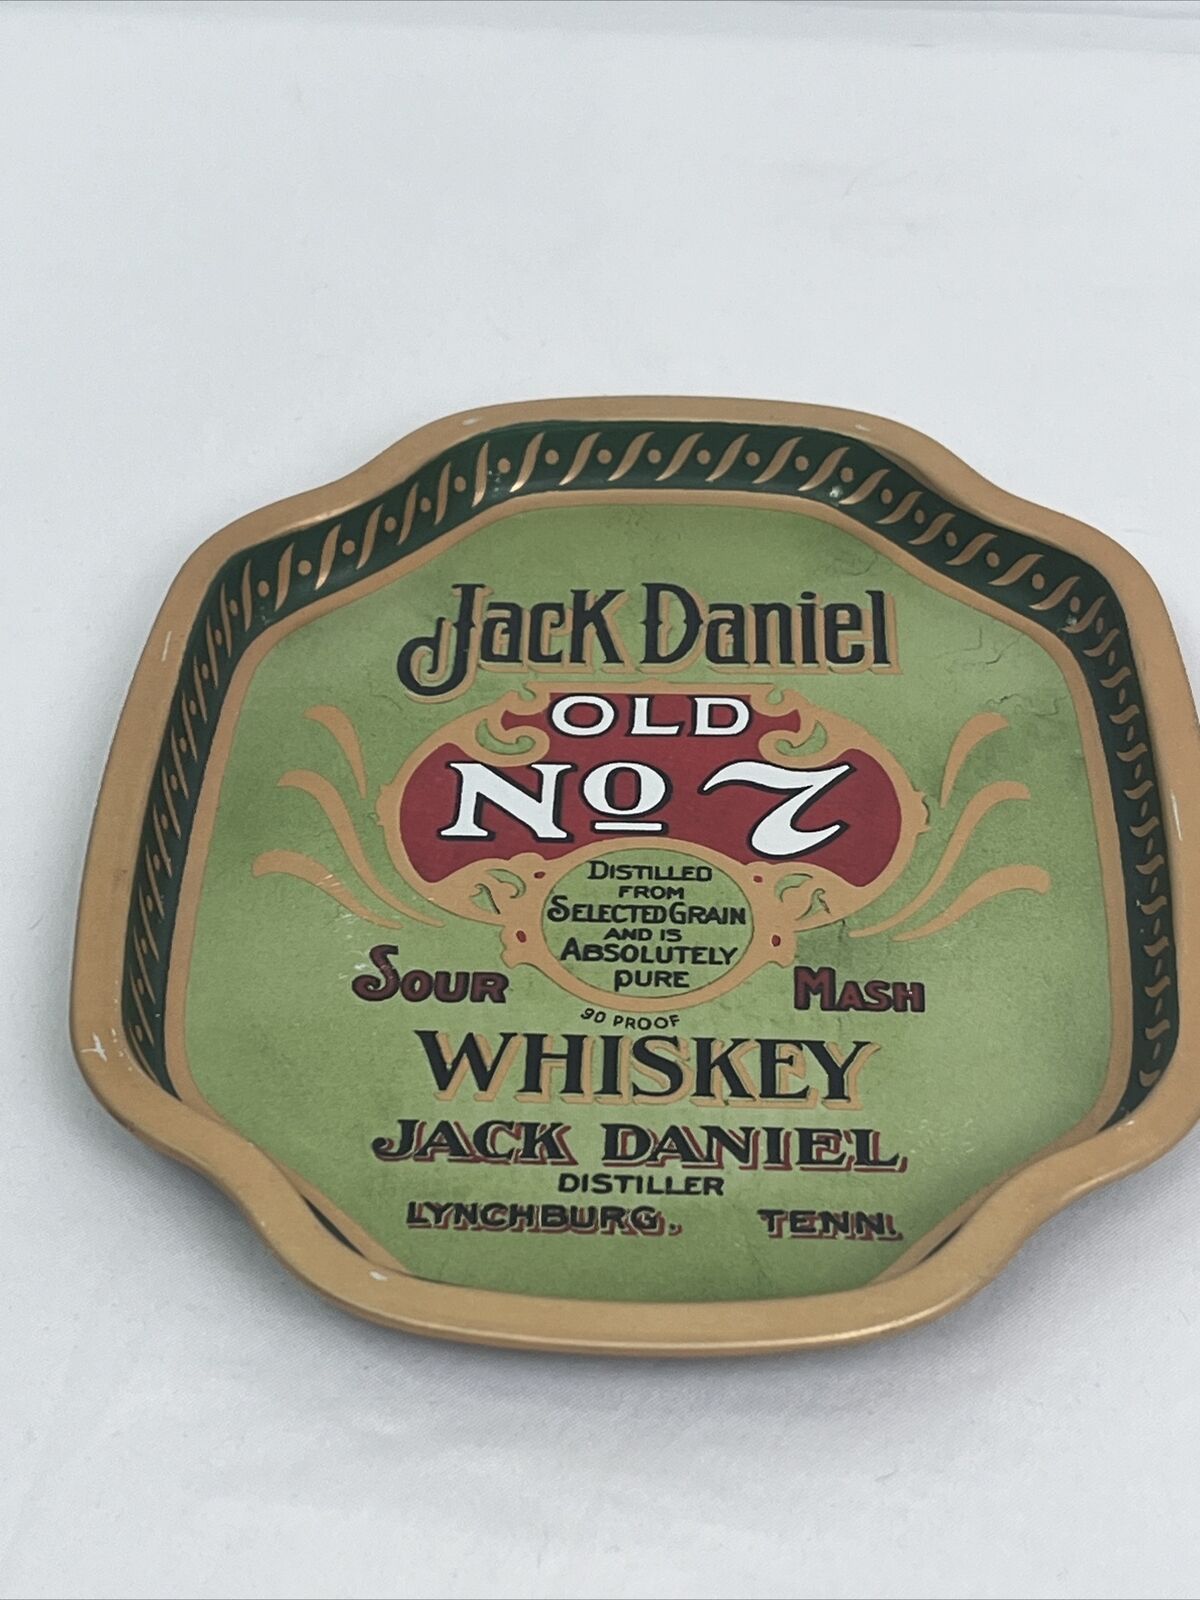 Jack Daniel
OLD
No 7
DISTILLED
FROM
SELECTED GRAIN
AND IS
ABSOLUTELY
PURE
SOUR MASH
90 PROOF
WHISKEY
JACK DANIEL
DISTILLER
LYNCHBURG. TENN.